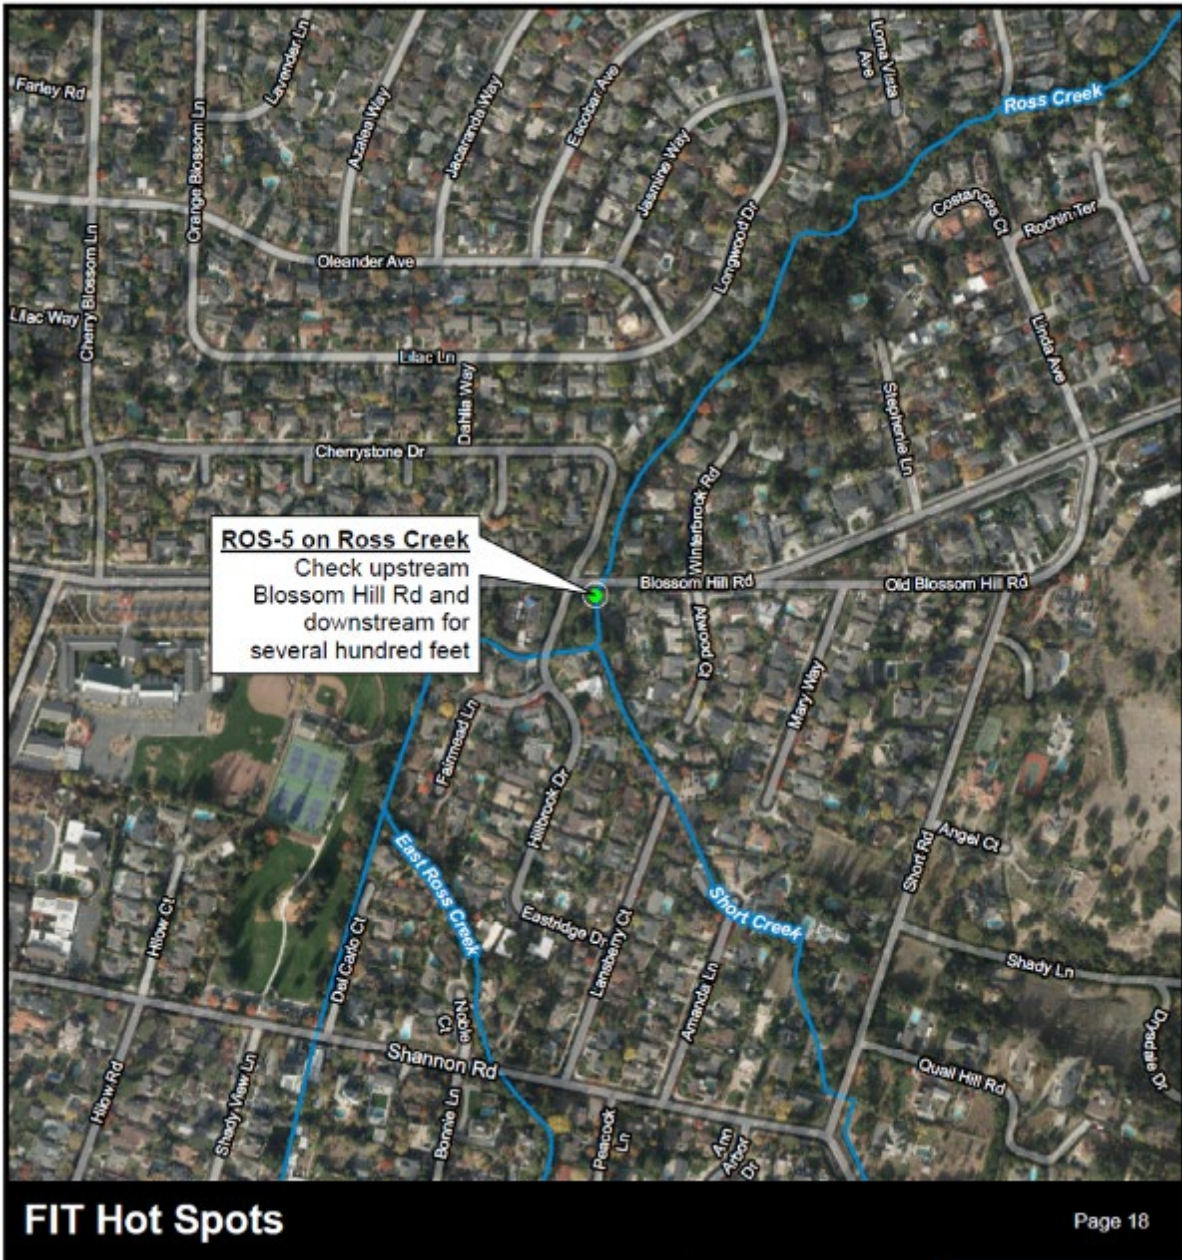 Farley Rd
Lavender Ln
Orange Blossom Ln
Azalea Way
Jacaranda Way
Escobar Ave
Jasmine Way
Loma Vista
Ave
Ross Creek
Longwood Dr
Costances Ct
Rochin Ter
Oleander Ave
Cherry Blossom Ln
Lilac Way
Lilac Ln
Linda Ave
Dahlia Way
Stephenie Ln
Cherrystone Dr
Winterbrook Rd
ROS-5 on Ross Creek
Check upstream
Blossom Hill Rd and
downstream for
several hundred feet
Blossom Hill Rd
Old Blossom Hill Rd
Atwood Ct
Mary Way
Fairmead Ln
Hillbrook Dr
East Ross Creek
Short Creek
Short Rd
Angel Ct
Hilow Ct
Del Carlo Ct
Eastridge Dr
Lansberry Ct
Amanda Ln
Shady Ln
Drysdale Dr
Noble
Ct
Shannon Rd
Quail Hill Rd
Hilow Rd
Shady View Ln
Bonnie Ln
Peacock
Ln
Ann
Arbor
Dr
FIT Hot Spots
Page 18